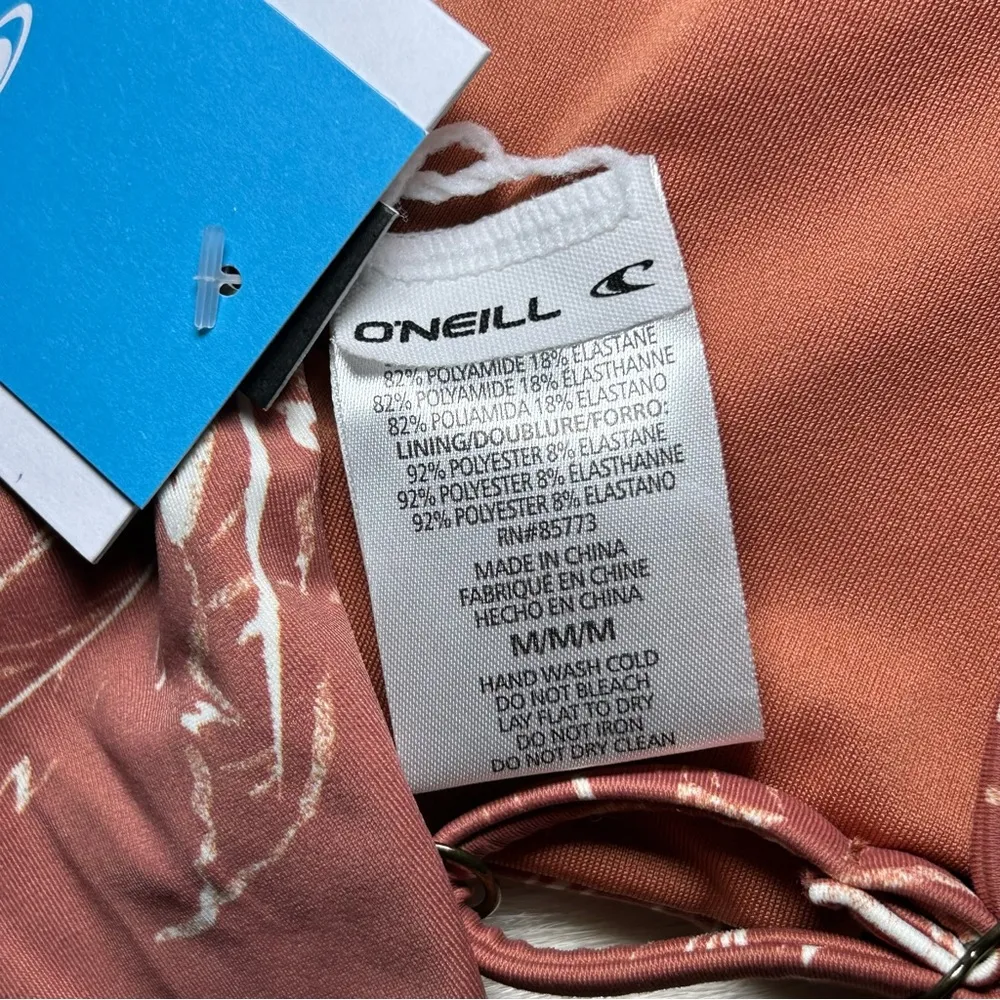 O'NEILL
82% POLYAMIDE 18% ELASTANE
82% POLYAMIDE 18% ÉLASTHANNE
82% POLIAMIDA 18% ELASTANO
LINING/DOUBLURE/FORRO:
92% POLYESTER 8% ELASTANE
92% POLYESTER 8% ÉLASTHANNE
92% POLYESTER 8% ELASTANO
RN#85773
MADE IN CHINA
FABRIQUÉ EN CHINE
HECHO EN CHINA
M/M/M
HAND WASH COLD
DO NOT BLEACH
LAY FLAT TO DRY
DO NOT IRON
DO NOT DRY CLEAN